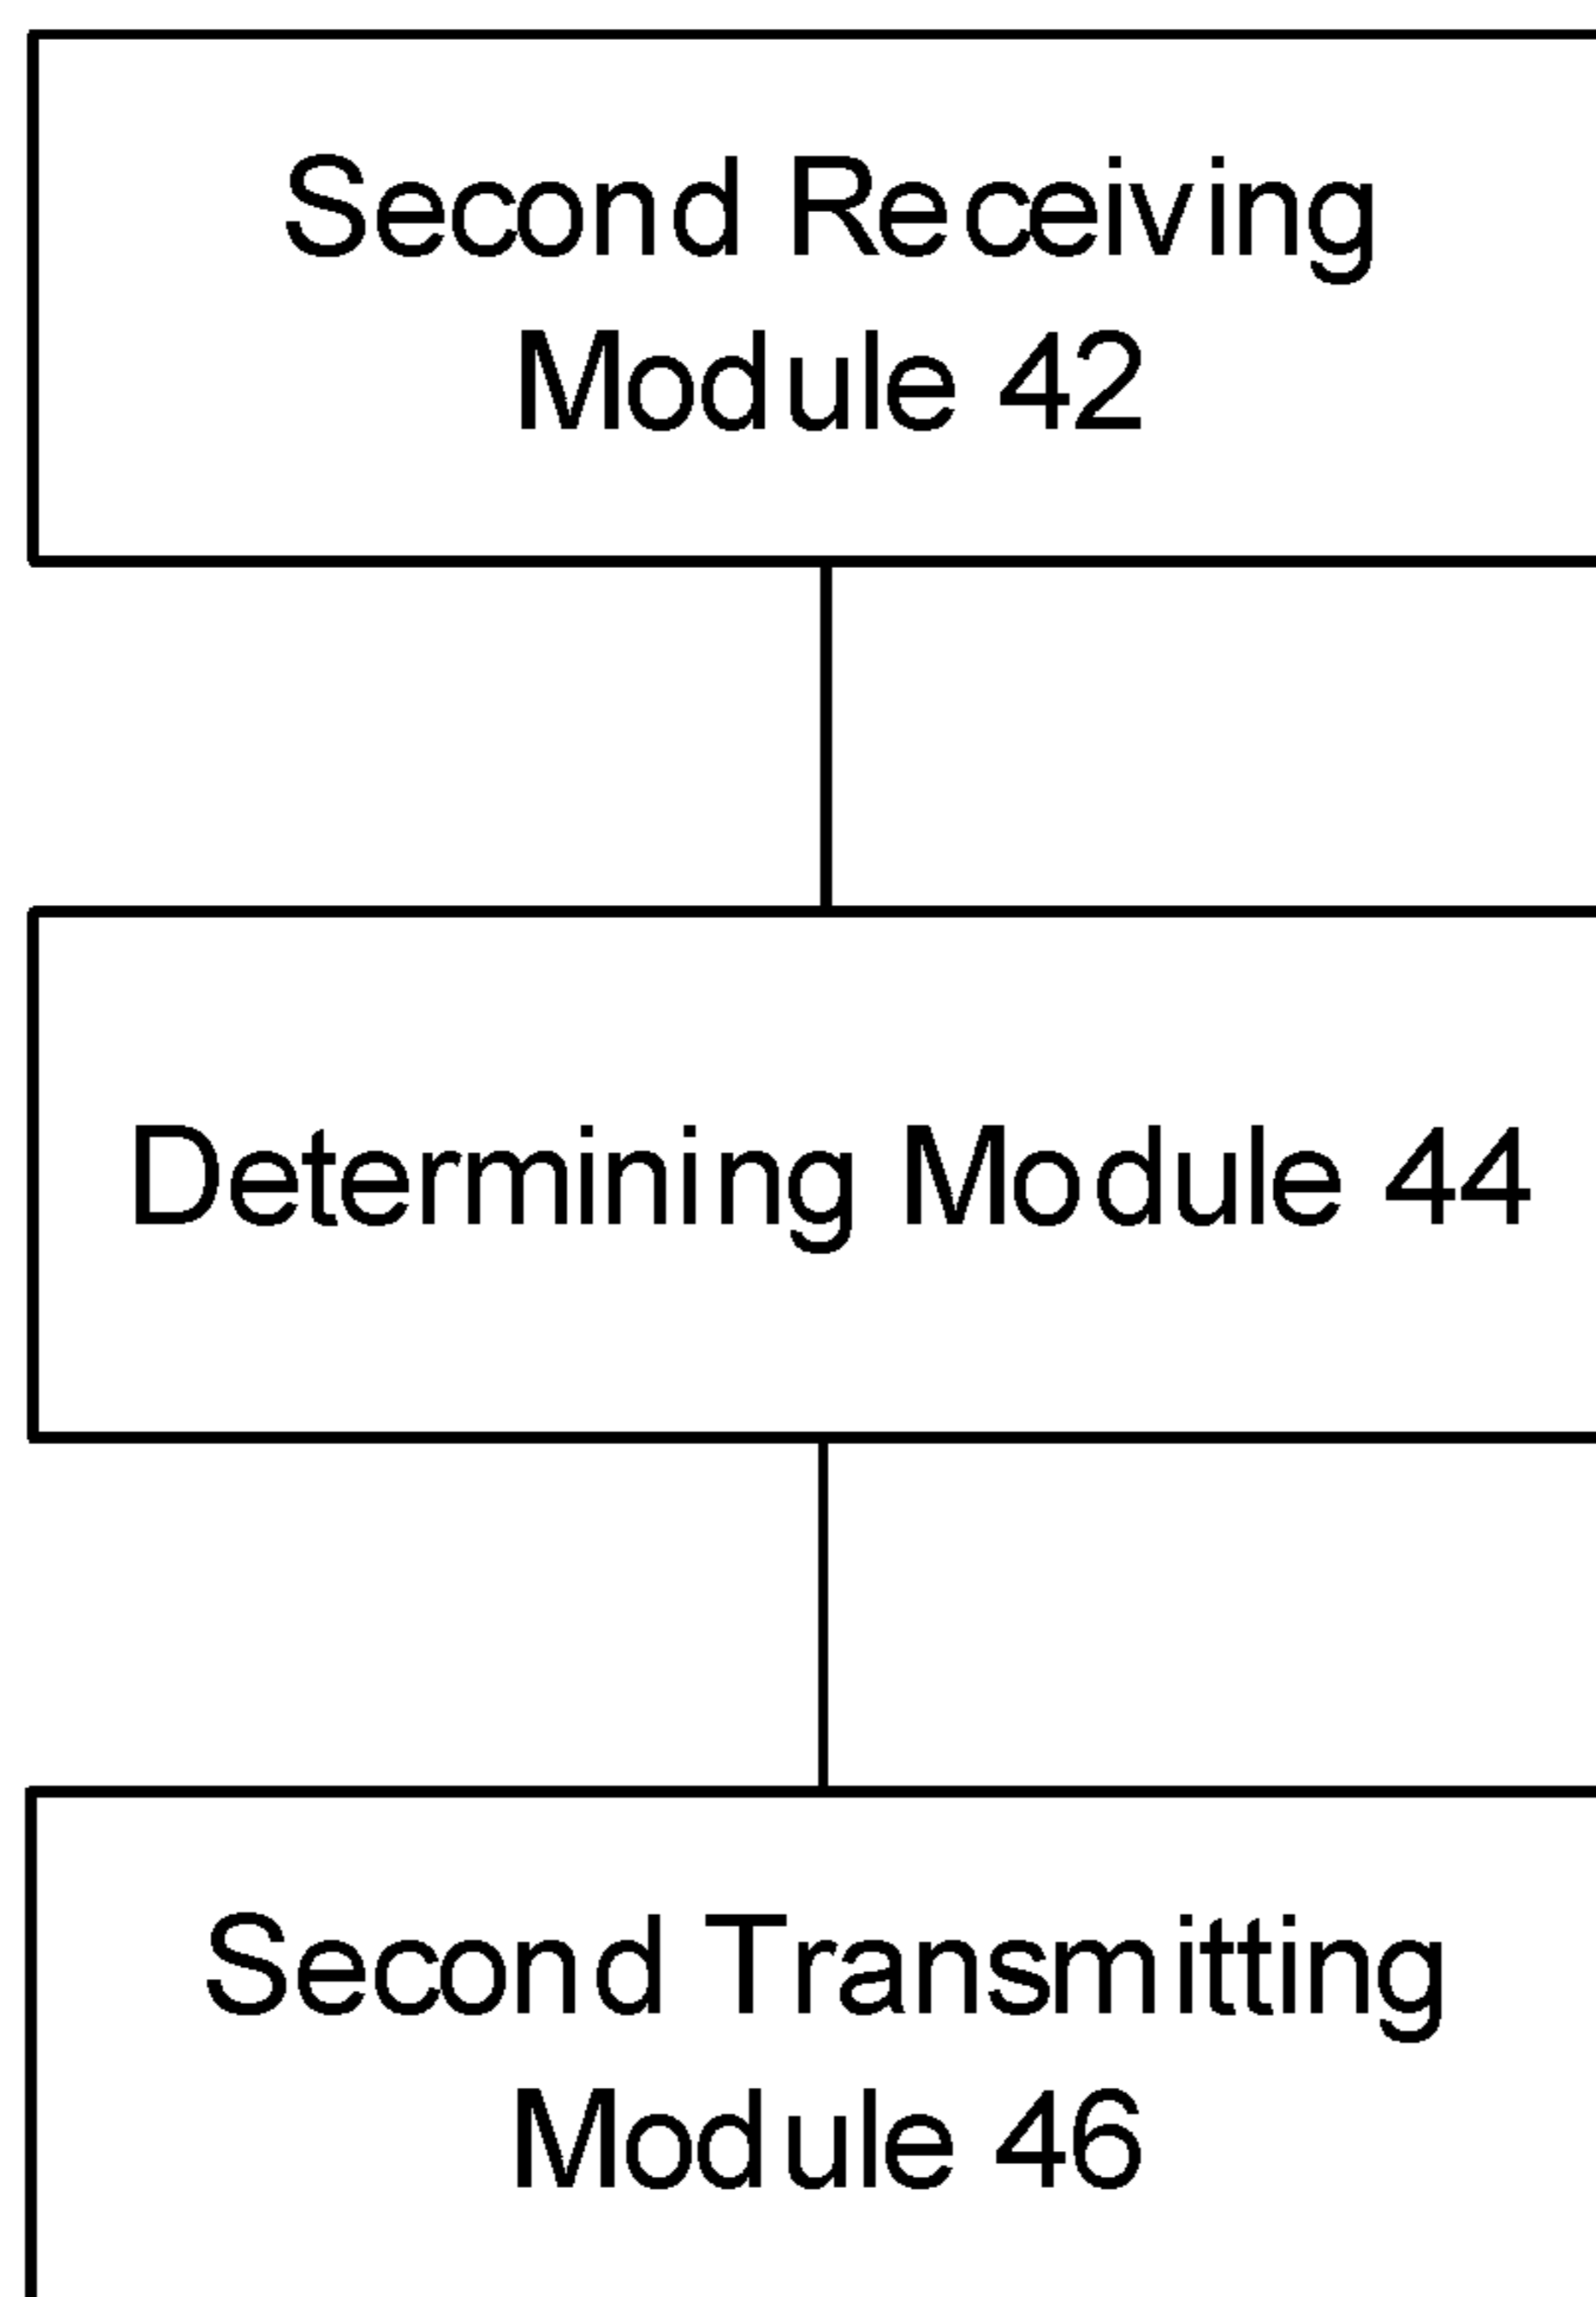 Second Receiving
Module 42
Determining Module 44
Second Transmitting
Module 46